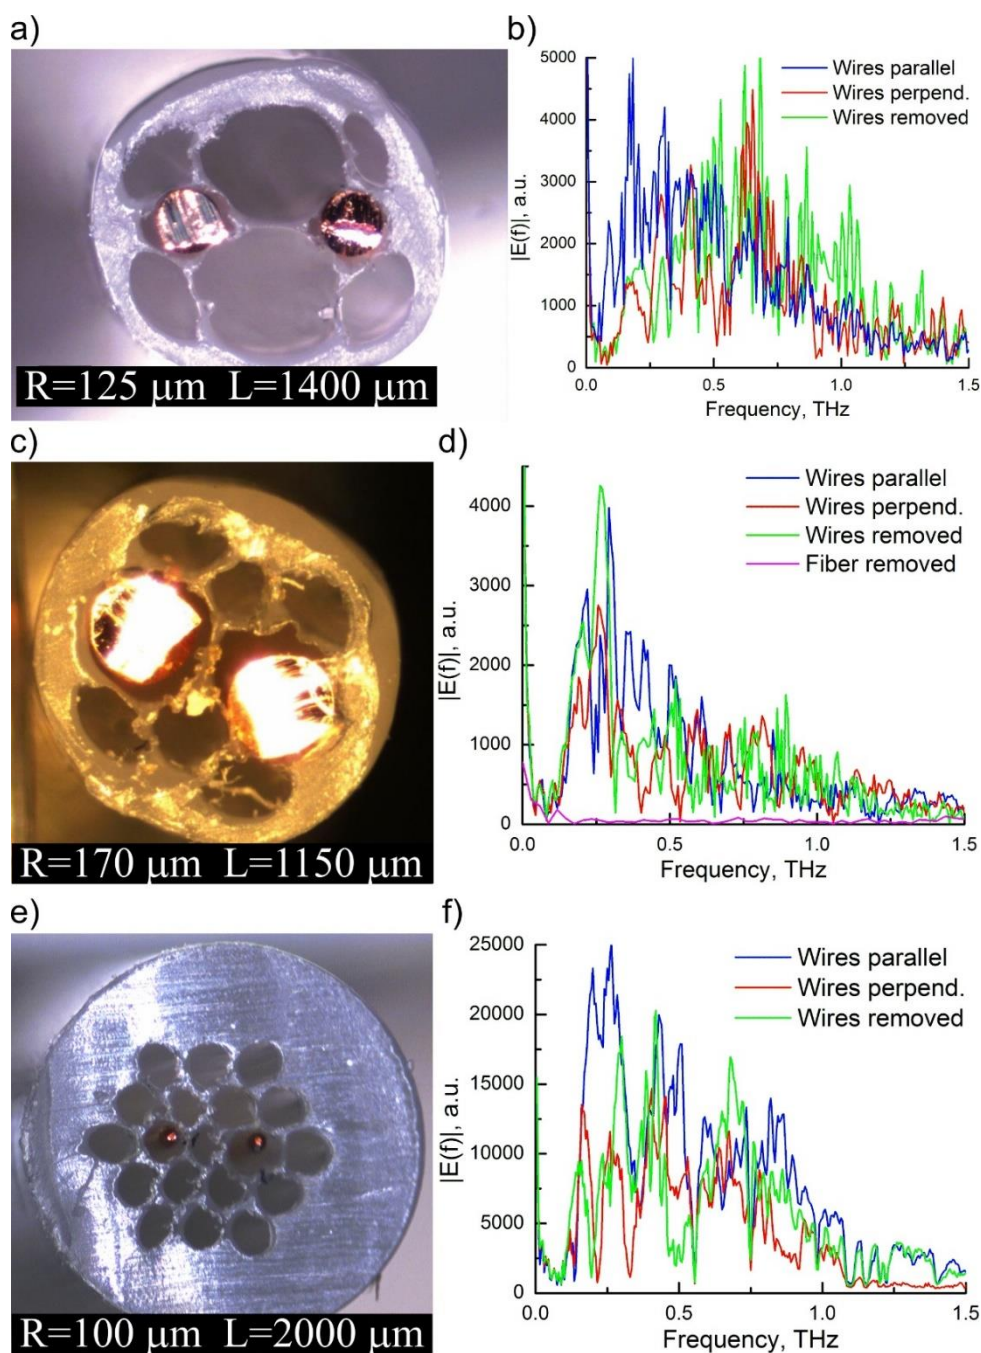 a)
R=125 μm L=1400 μm
b)
5000
4000
3000
2000
1000
0
|E(f)|, a.u.
Wires parallel
Wires perpend.
Wires removed
0.0 0.5 1.0 1.5
Frequency, THz
c)
R=170 μm L=1150 μm
d)
4000
3000
2000
1000
0
|E(f)|, a.u.
Wires parallel
Wires perpend.
Wires removed
Fiber removed
0.0 0.5 1.0 1.5
Frequency, THz
e)
R=100 μm L=2000 μm
f)
25000
20000
15000
10000
5000
0
|E(f)|, a.u.
Wires parallel
Wires perpend.
Wires removed
0.0 0.5 1.0 1.5
Frequency, THz